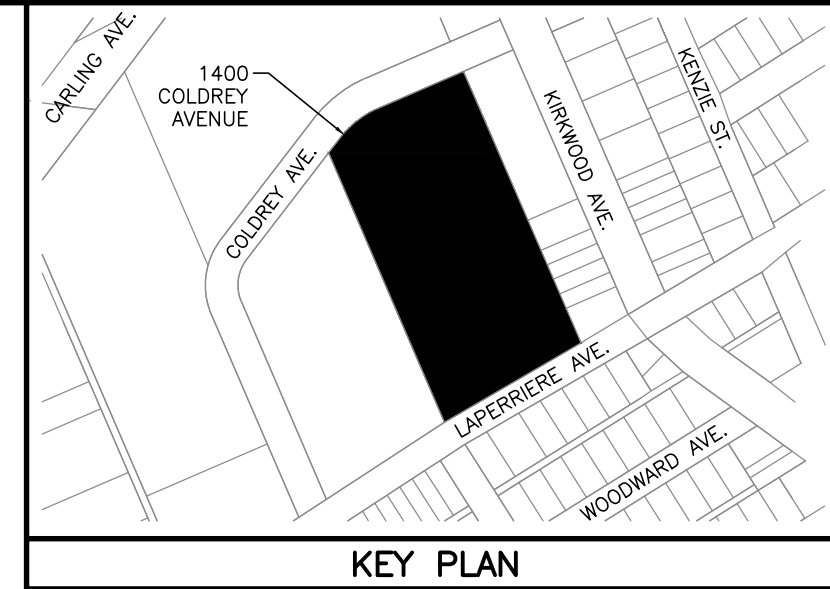 CARLING AVE.
1400
COLDREY
AVENUE
COLDREY AVE.
KIRKWOOD AVE.
KENZIE ST.
LAPERRIERE AVE.
WOODWARD AVE.
KEY PLAN